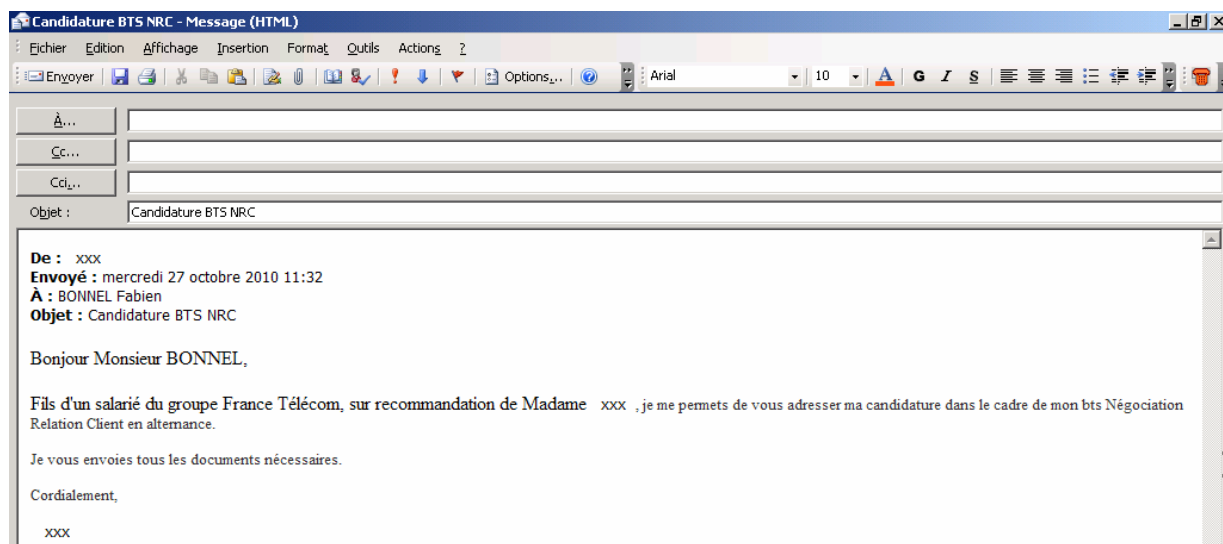 Candidature BTS NRC - Message (HTML)
Fichier Edition Affichage Insertion Format Outils Actions ?
Envoyer Options... Arial 10 A G I S
À...
Cc...
Cci...
Objet : Candidature BTS NRC
De : xxx
Envoyé : mercredi 27 octobre 2010 11:32
À : BONNEL Fabien
Objet : Candidature BTS NRC
Bonjour Monsieur BONNEL,
Fils d'un salarié du groupe France Télécom, sur recommandation de Madame xxx , je me permets de vous adresser ma candidature dans le cadre de mon bts Négociation
Relation Client en alternance.
Je vous envoies tous les documents nécessaires.
Cordialement,
xxx